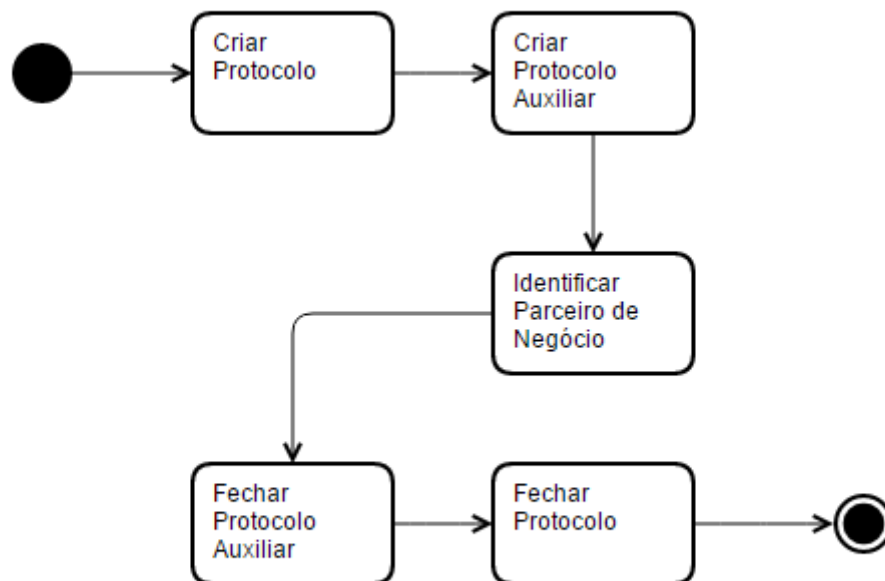 Criar
Protocolo
Criar
Protocolo
Auxiliar
Identificar
Parceiro de
Negócio
Fechar
Protocolo
Auxiliar
Fechar
Protocolo